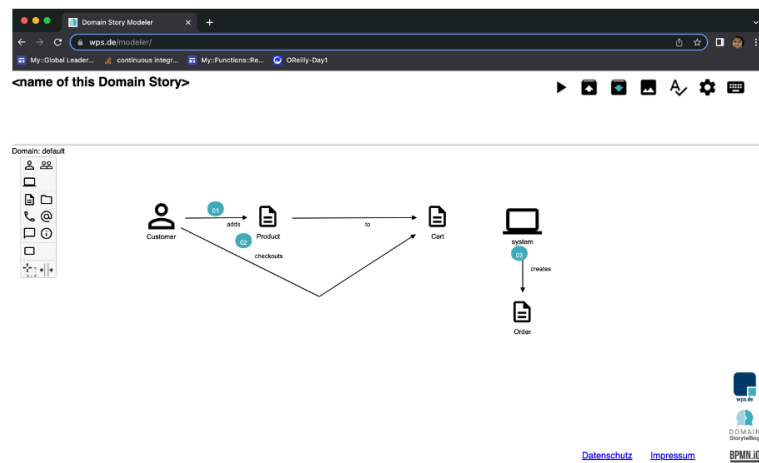 Domain Story Modeler
wps.de/modeler/
My::Global Leader... continuous integr... My::Functions::Re... OReilly-Day1
<name of this Domain Story>
Domain: default
01
adds
to
Customer
Product
Cart
02
checkouts
system
03
creates
Order
wps.de
DOMAIN
Storytelling
Datenschutz Impressum
BPMN.iO